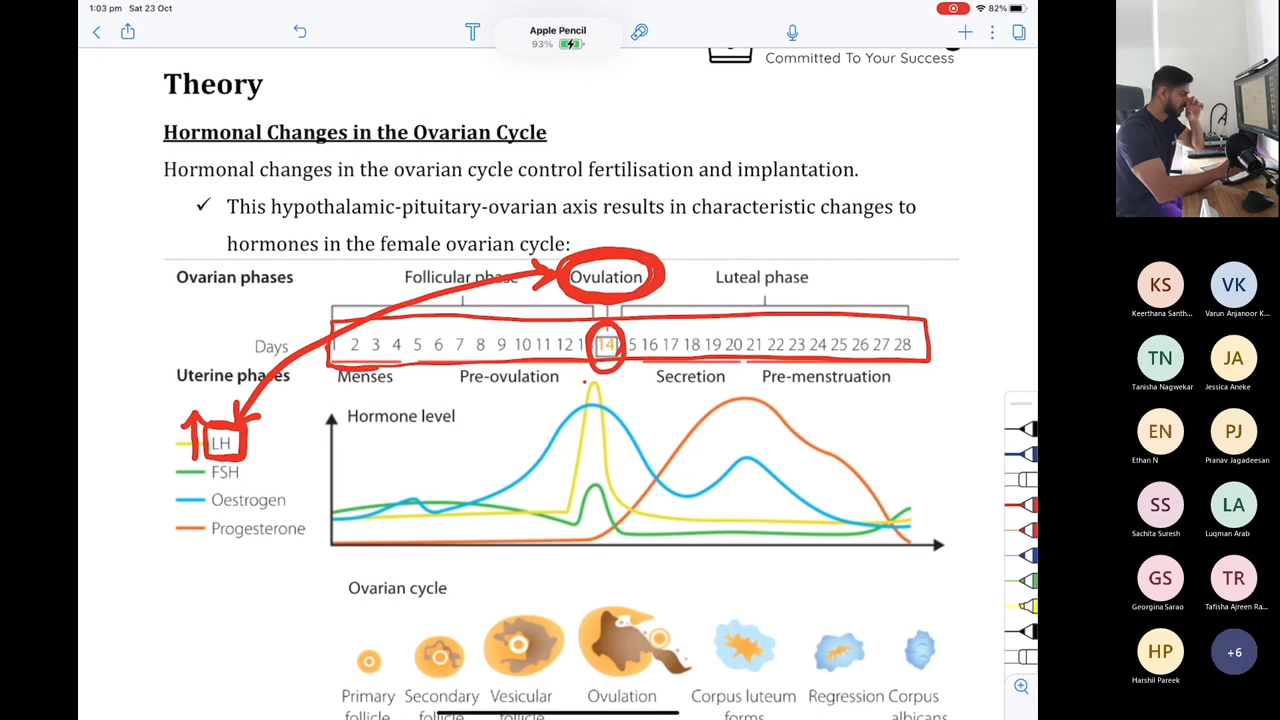 1:03 pm Sat 23 Oct
82%
Apple Pencil
93%
Committed To Your Success
Theory
Hormonal Changes in the Ovarian Cycle
Hormonal changes in the ovarian cycle control fertilisation and implantation.
✓ This hypothalamic-pituitary-ovarian axis results in characteristic changes to
hormones in the female ovarian cycle:
Ovarian phases Follicular phase Ovulation Luteal phase
Days 1 2 3 4 5 6 7 8 9 10 11 12 13 14 15 16 17 18 19 20 21 22 23 24 25 26 27 28
Uterine phases Menses Pre-ovulation Secretion Pre-menstruation
Hormone level
LH
FSH
Oestrogen
Progesterone
Ovarian cycle
Primary Secondary Vesicular Ovulation Corpus luteum Regression Corpus
follicle follicle follicle forms albicans
KS VK
Keerthana Santh... Varun Anjanoor K...
TN JA
Tanisha Nagwekar Jessica Aneke
EN PJ
Ethan N Pranav Jagadeesan
SS LA
Sachita Suresh Luqman Arab
GS TR
Georgina Sarao Tafisha Ajreen Ra...
HP +6
Harshil Pareek